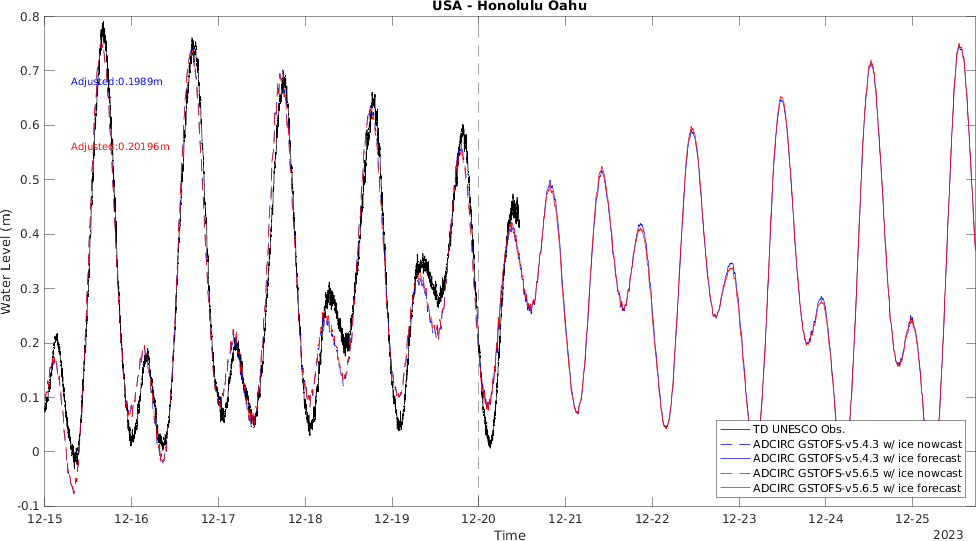 USA - Honolulu Oahu
0.8
0.7
Adjusted:0.1989m
0.6
Adjusted:0.20196m
0.5
0.4
Water Level (m)
0.3
0.2
0.1
TD UNESCO Obs.
ADCIRC GSTOFS-v5.4.3 w/ ice nowcast
0
ADCIRC GSTOFS-v5.4.3 w/ ice forecast
ADCIRC GSTOFS-v5.6.5 w/ ice nowcast
ADCIRC GSTOFS-v5.6.5 w/ ice forecast
-0.1
12-15 12-16 12-17 12-18 12-19 12-20 12-21 12-22 12-23 12-24 12-25
Time 2023